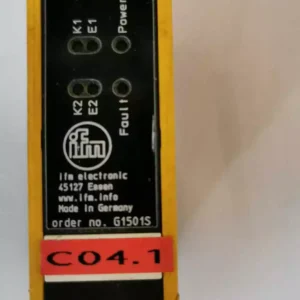 K1 E1 Power
K2 E2 Fault
ifm
ifm electronic
45127 Essen
www.ifm.info
Made in Germany
order no. G1501S
C04.1